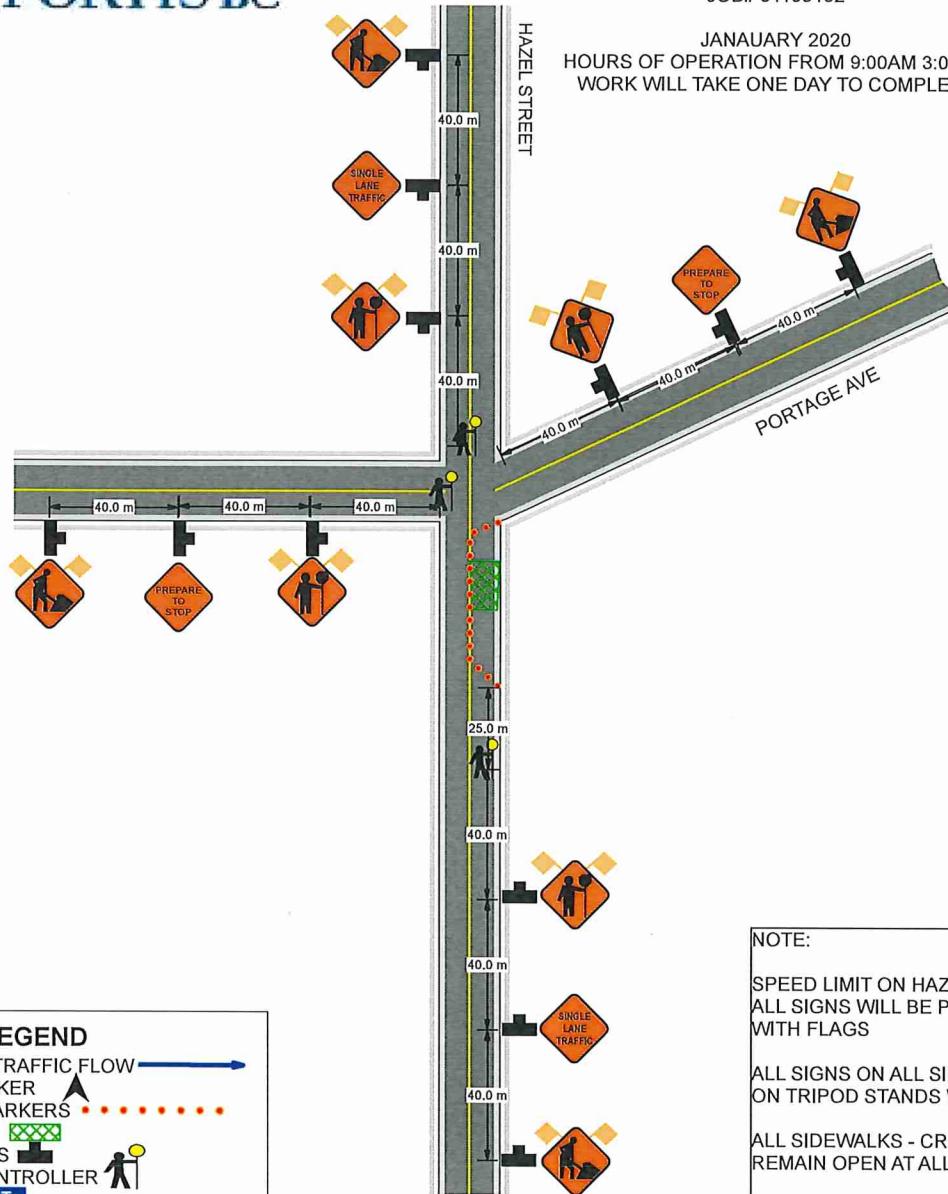 HAZEL STREET
JANAUARY 2020
HOURS OF OPERATION FROM 9:00AM 3:0
WORK WILL TAKE ONE DAY TO COMPLE
40.0 m
SINGLE
LANE
TRAFFIC
40.0 m
40.0 m
PREPARE
TO
STOP
40.0 m
40.0 m
40.0 m
PORTAGE AVE
40.0 m
40.0 m
40.0 m
PREPARE
TO
STOP
25.0 m
40.0 m
40.0 m
SINGLE
LANE
TRAFFIC
40.0 m
EGEND
TRAFFIC FLOW
KER
ARKERS
S
NTROLLER
NOTE:
SPEED LIMIT ON HAZ
ALL SIGNS WILL BE P
WITH FLAGS
ALL SIGNS ON ALL SI
ON TRIPOD STANDS
ALL SIDEWALKS - CR
REMAIN OPEN AT ALL